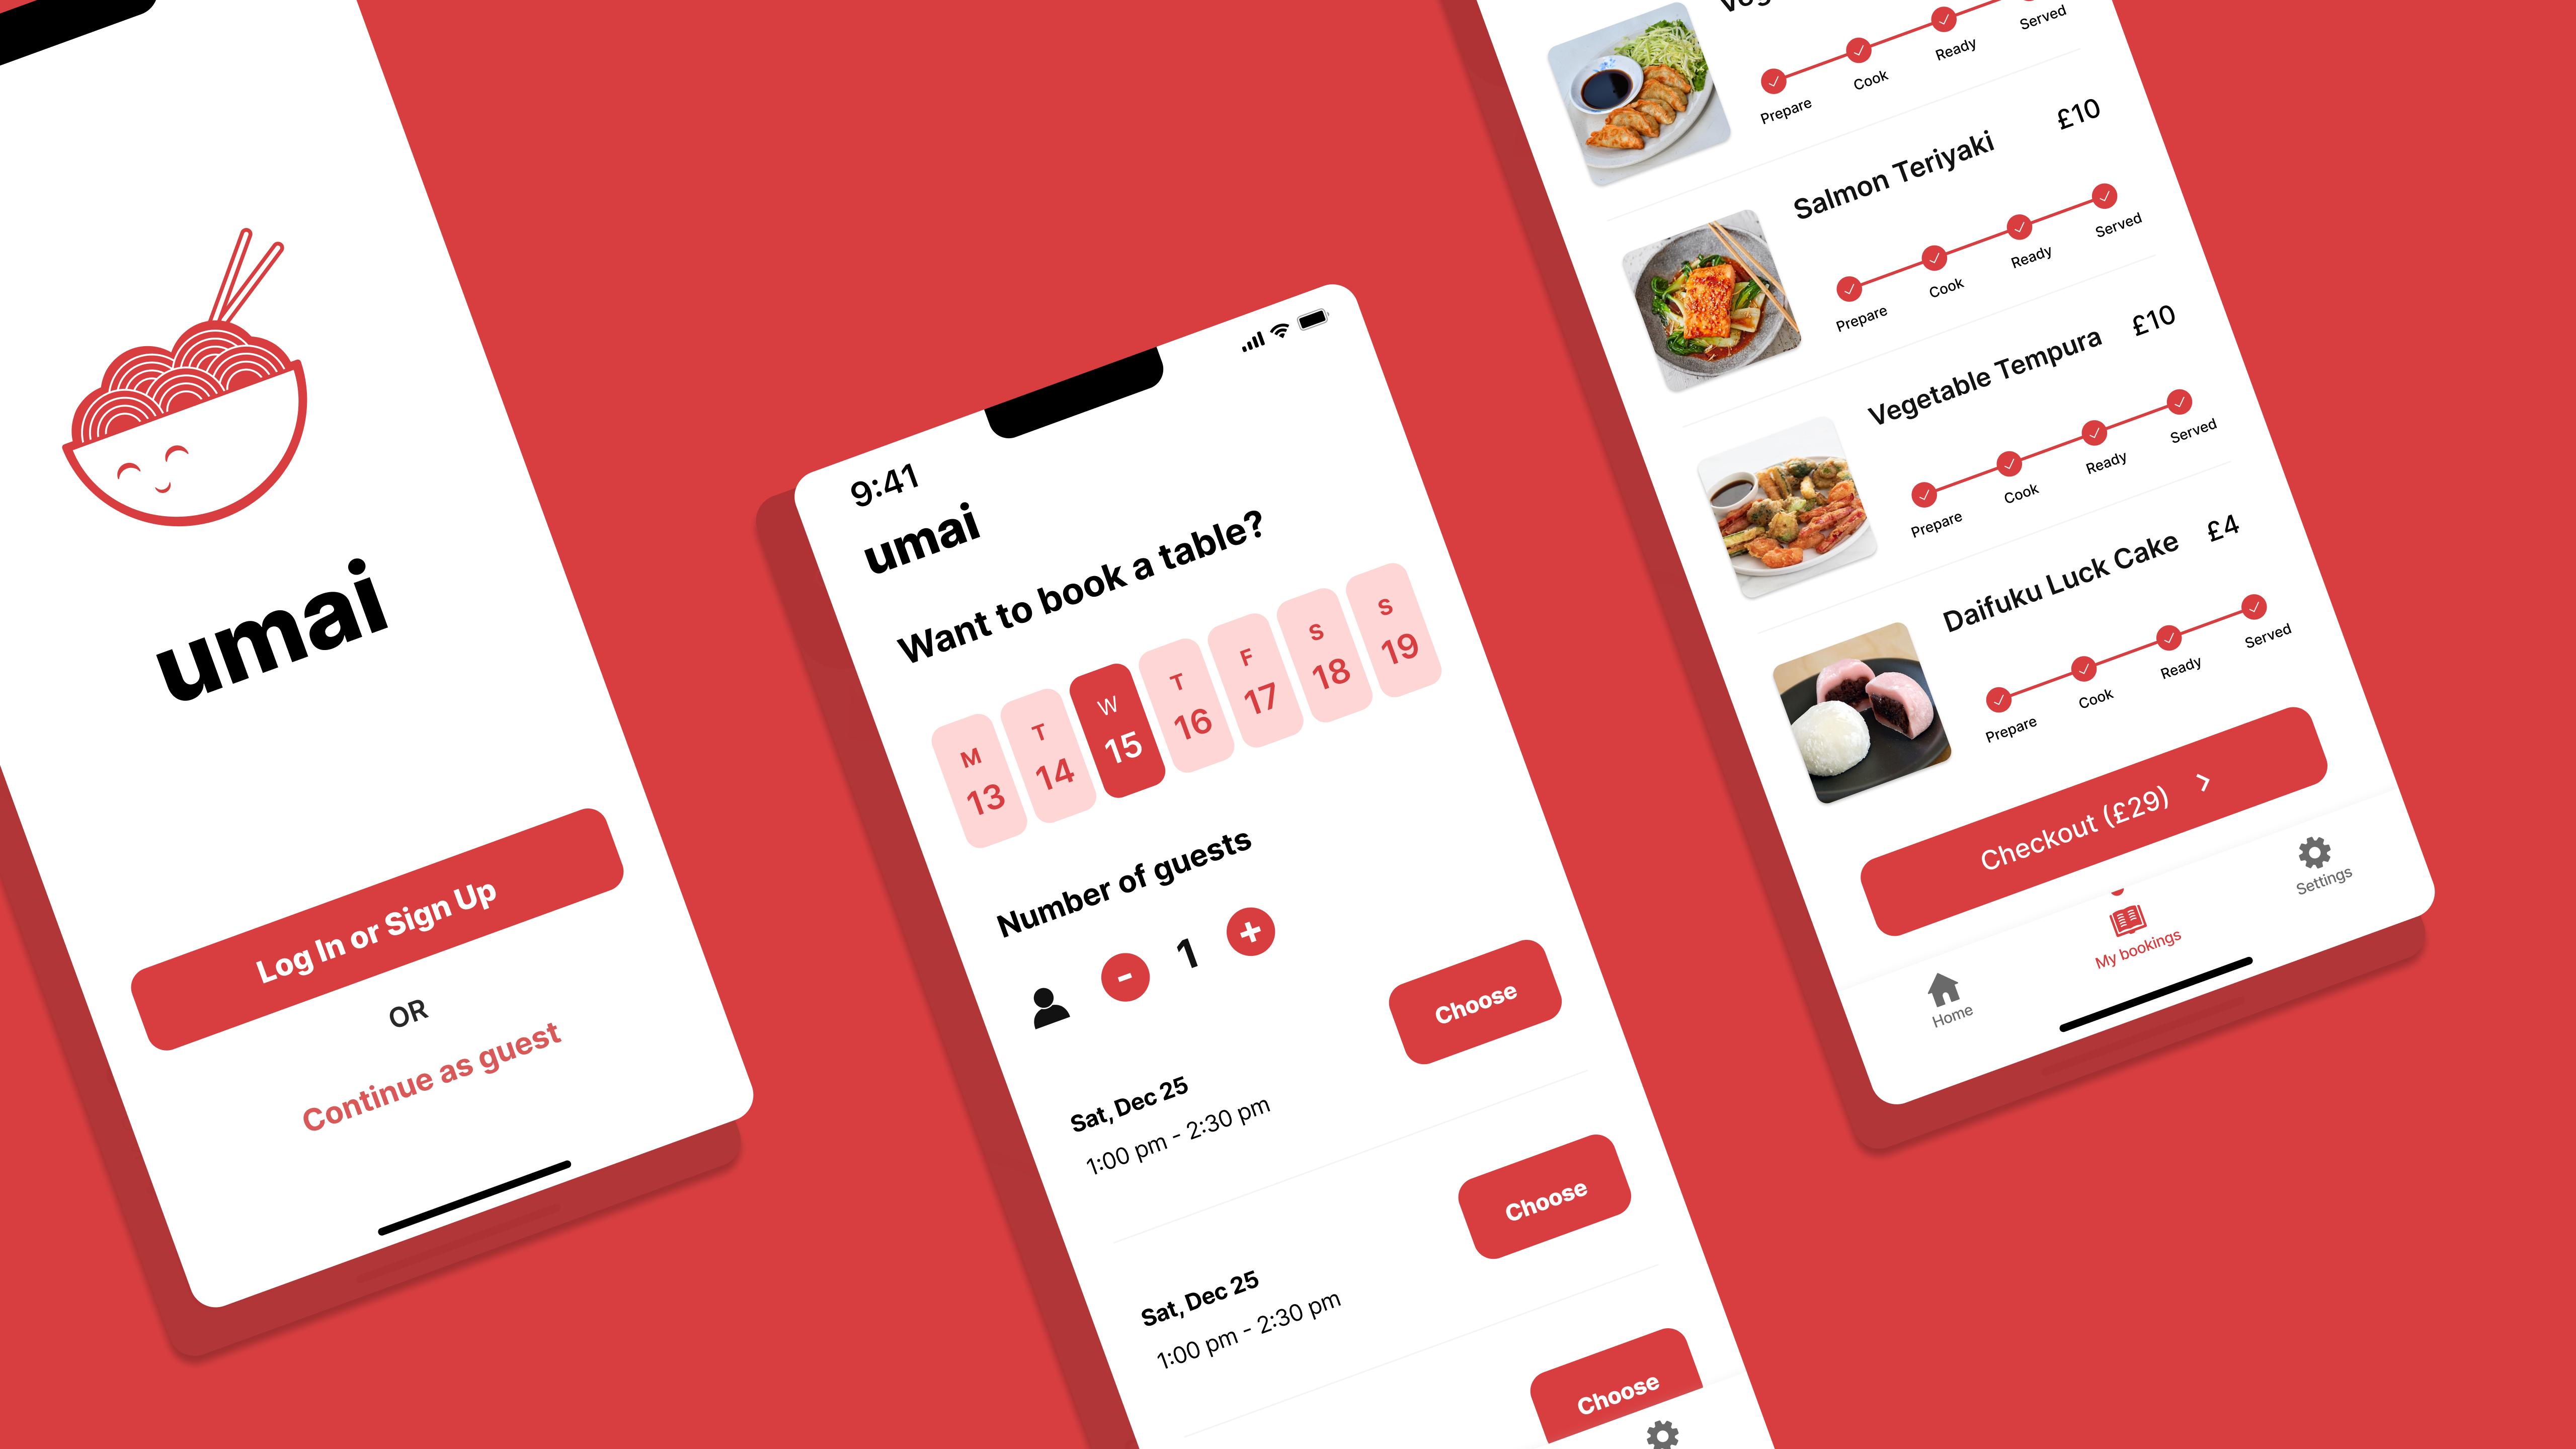 umai
Log In or Sign Up
OR
Continue as guest
9:41
umai
Want to book a table?
M T W T F S S
13 14 15 16 17 18 19
Number of guests
- 1 +
Choose
Sat, Dec 25
1:00 pm - 2:30 pm
Choose
Sat, Dec 25
1:00 pm - 2:30 pm
Choose
Prepare Cook Ready Served
Salmon Teriyaki £10
Prepare Cook Ready Served
Vegetable Tempura £10
Prepare Cook Ready Served
Daifuku Luck Cake £4
Prepare Cook Ready Served
Checkout (£29) >
Home My bookings Settings